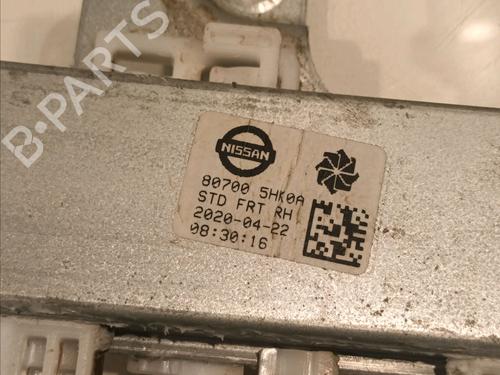 B-PARTS
NISSAN
80700 5HK0A
STD FRT RH
2020-04-22
08:30:16